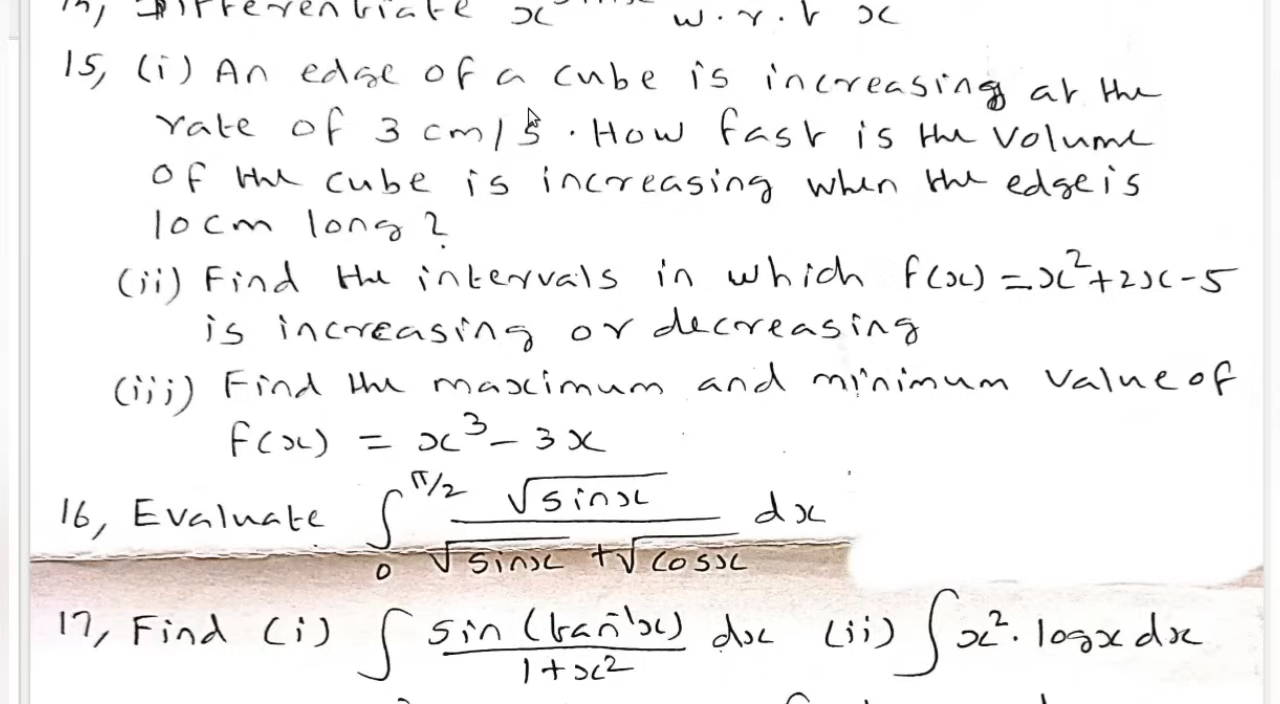 Differentiate x w.r.t x
15, (i) An edge of a cube is increasing at the
rate of 3 cm/s. How fast is the volume
of the cube is increasing when the edge is
10 cm long?
(ii) Find the intervals in which f(x) = x²+2x-5
is increasing or decreasing
(iii) Find the maximum and minimum value of
f(x) = x³ - 3x
16, Evaluate ∫₀^π/2 √sinx / (√sinx + √cosx) dx
17, Find (i) ∫ sin(tan⁻¹x) / (1+x²) dx (ii) ∫ x². logx dx